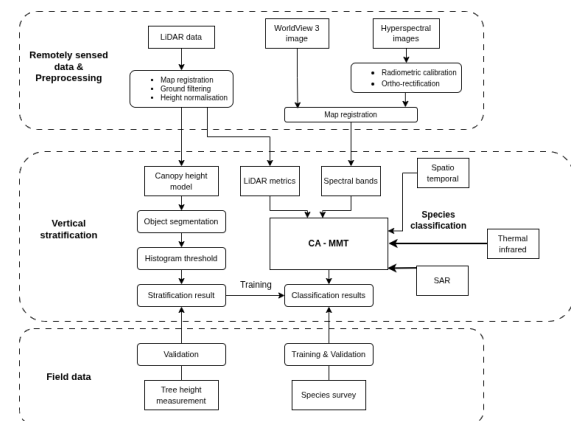 LiDAR data
WorldView 3
image
Hyperspectral
images
Remotely sensed
data &
Preprocessing
Map registration
Ground filtering
Height normalisation
Radiometric calibration
Ortho-rectification
Map registration
Canopy height
model
LiDAR metrics
Spectral bands
Spatio
temporal
Vertical
stratification
Object segmentation
CA - MMT
Species
classification
Histogram threshold
Thermal
infrared
SAR
Stratification result
Training
Classification results
Validation
Training & Validation
Field data
Tree height
measurement
Species survey